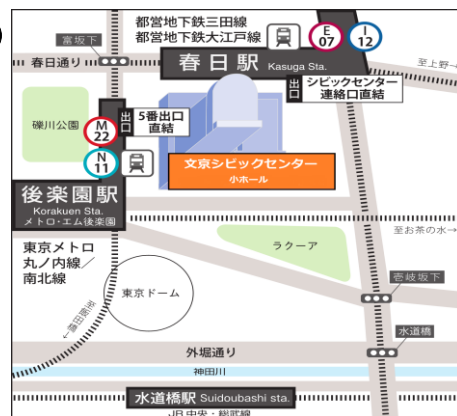 都営地下鉄三田線
都営地下鉄大江戸線
E
07
I
12
富坂下
春日通り
春日駅
Kasuga Sta.
至上野→
出口
シビックセンター
連絡口直結
礫川公園
出口
5番出口
直結
M
22
N
11
文京シビックセンター
小ホール
後楽園駅
Korakuen Sta.
メトロ・エム後楽園
至お茶の水→
東京メトロ
丸ノ内線／
南北線
ラクーア
壱岐坂下
東京ドーム
至飯田橋→
水道橋
外堀通り
神田川
水道橋駅 Suidoubashi sta.
JR中央・総武線